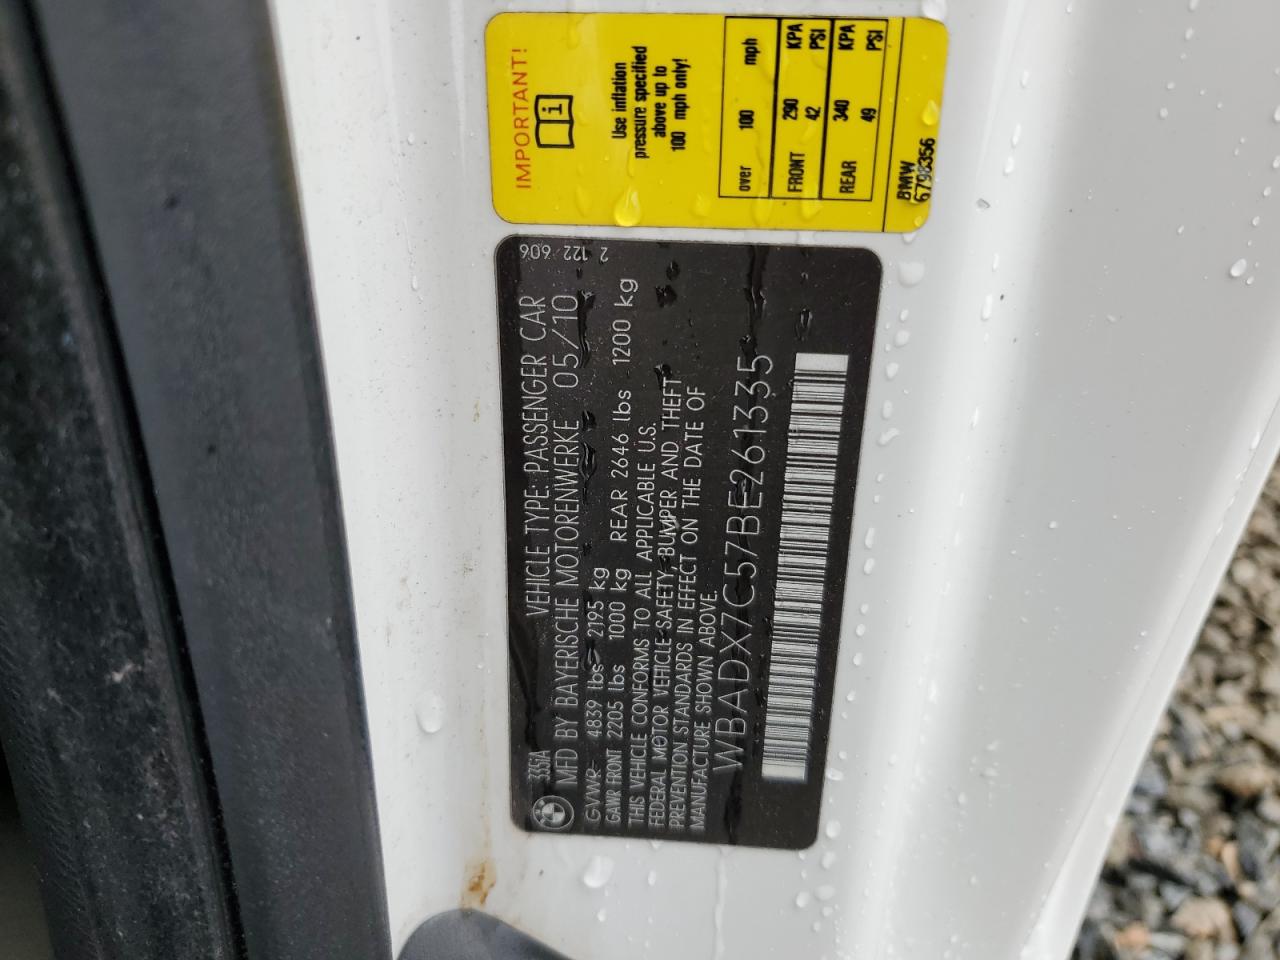 IMPORTANT!
i
Use inflation
pressure specified
above up to
100 mph only!
over 100 mph
FRONT 290 KPA
42 PSI
REAR 340 KPA
49 PSI
BMW
6798356
335iA VEHICLE TYPE: PASSENGER CAR 2 122 606
MFD BY BAYERISCHE MOTORENWERKE 05/10
GVWR 4839 lbs 2195 kg
GAWR FRONT 2205 lbs 1000 kg REAR 2646 lbs 1200 kg
THIS VEHICLE CONFORMS TO ALL APPLICABLE U.S.
FEDERAL MOTOR VEHICLE SAFETY, BUMPER AND THEFT
PREVENTION STANDARDS IN EFFECT ON THE DATE OF
MANUFACTURE SHOWN ABOVE.
WBADX7C57BE261335